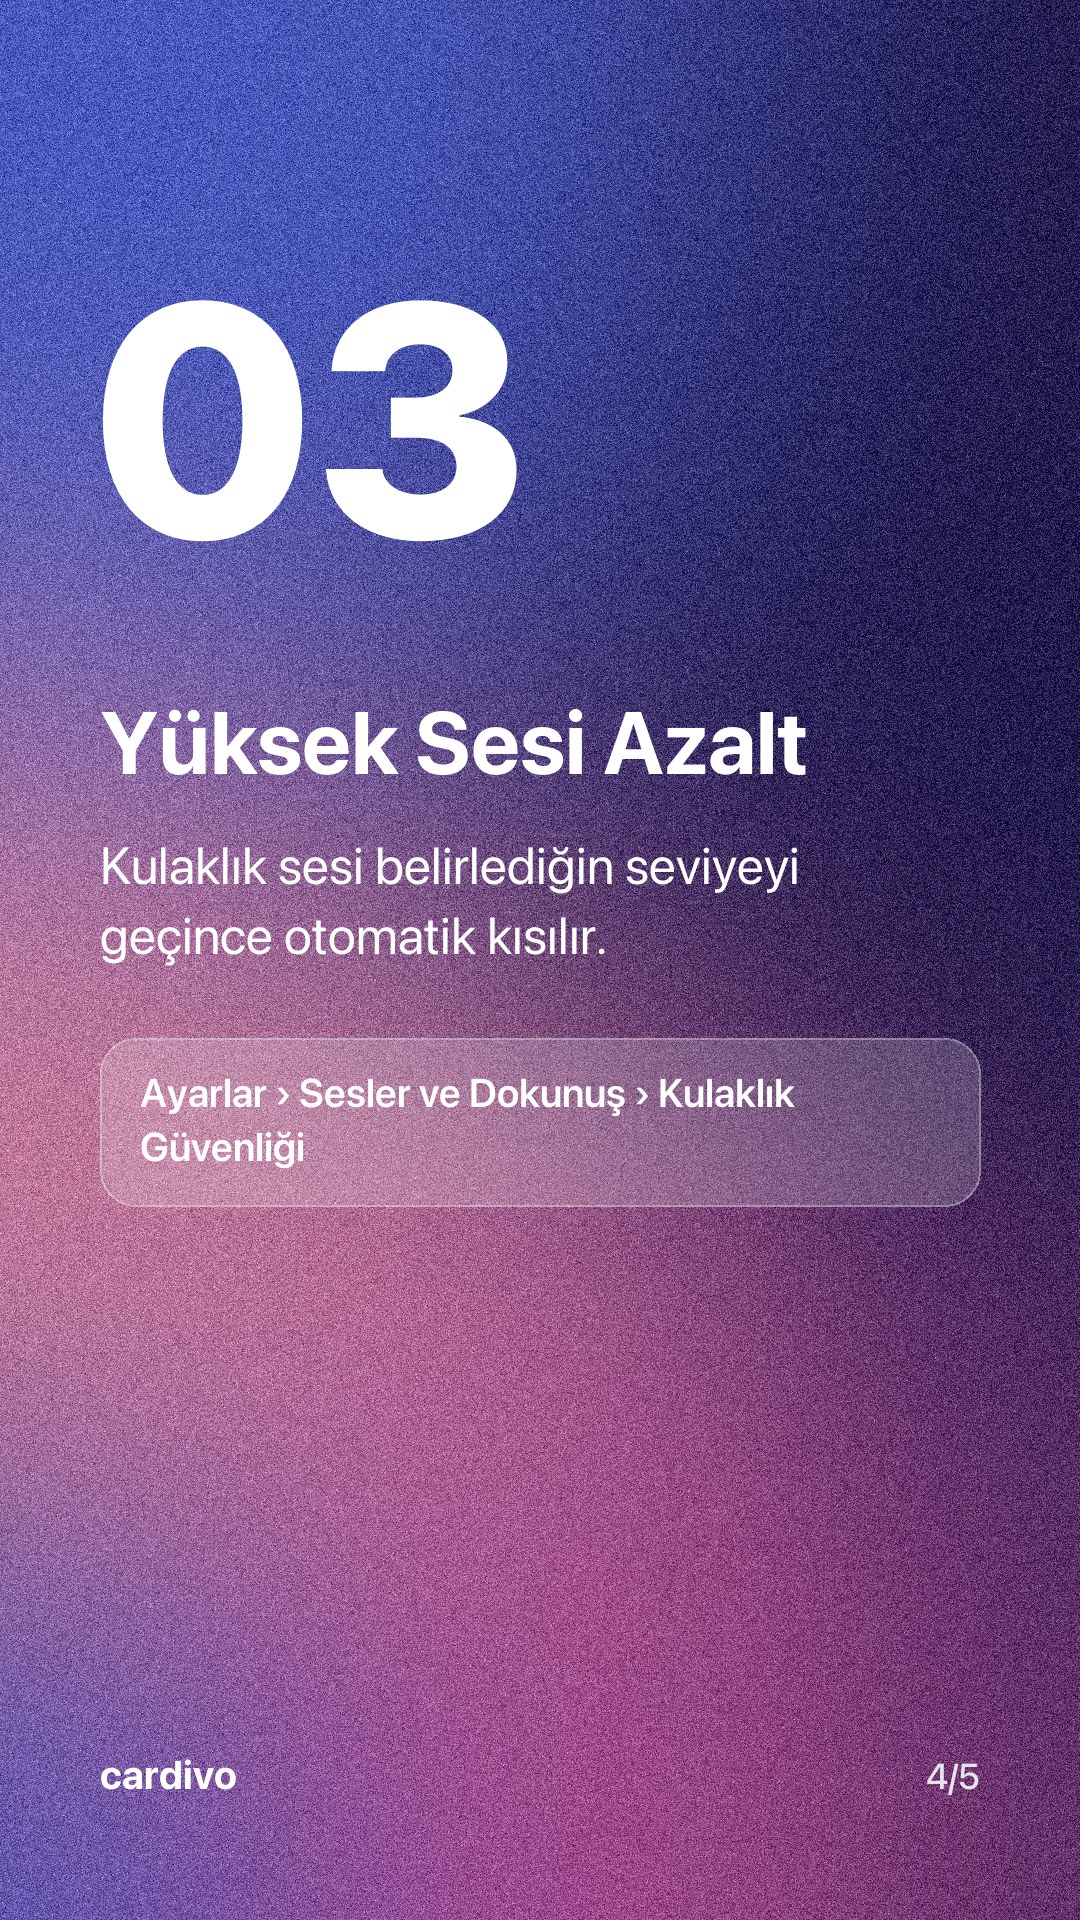 03
Yüksek Sesi Azalt
Kulaklık sesi belirlediğin seviyeyi
geçince otomatik kısılır.
Ayarlar › Sesler ve Dokunuş › Kulaklık
Güvenliği
cardivo
4/5